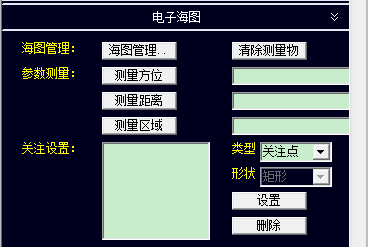 电子海图
海图管理： 海图管理.. 清除测量物
参数测量： 测量方位
测量距离
测量区域
关注设置： 类型 关注点
形状 矩形
设置
删除